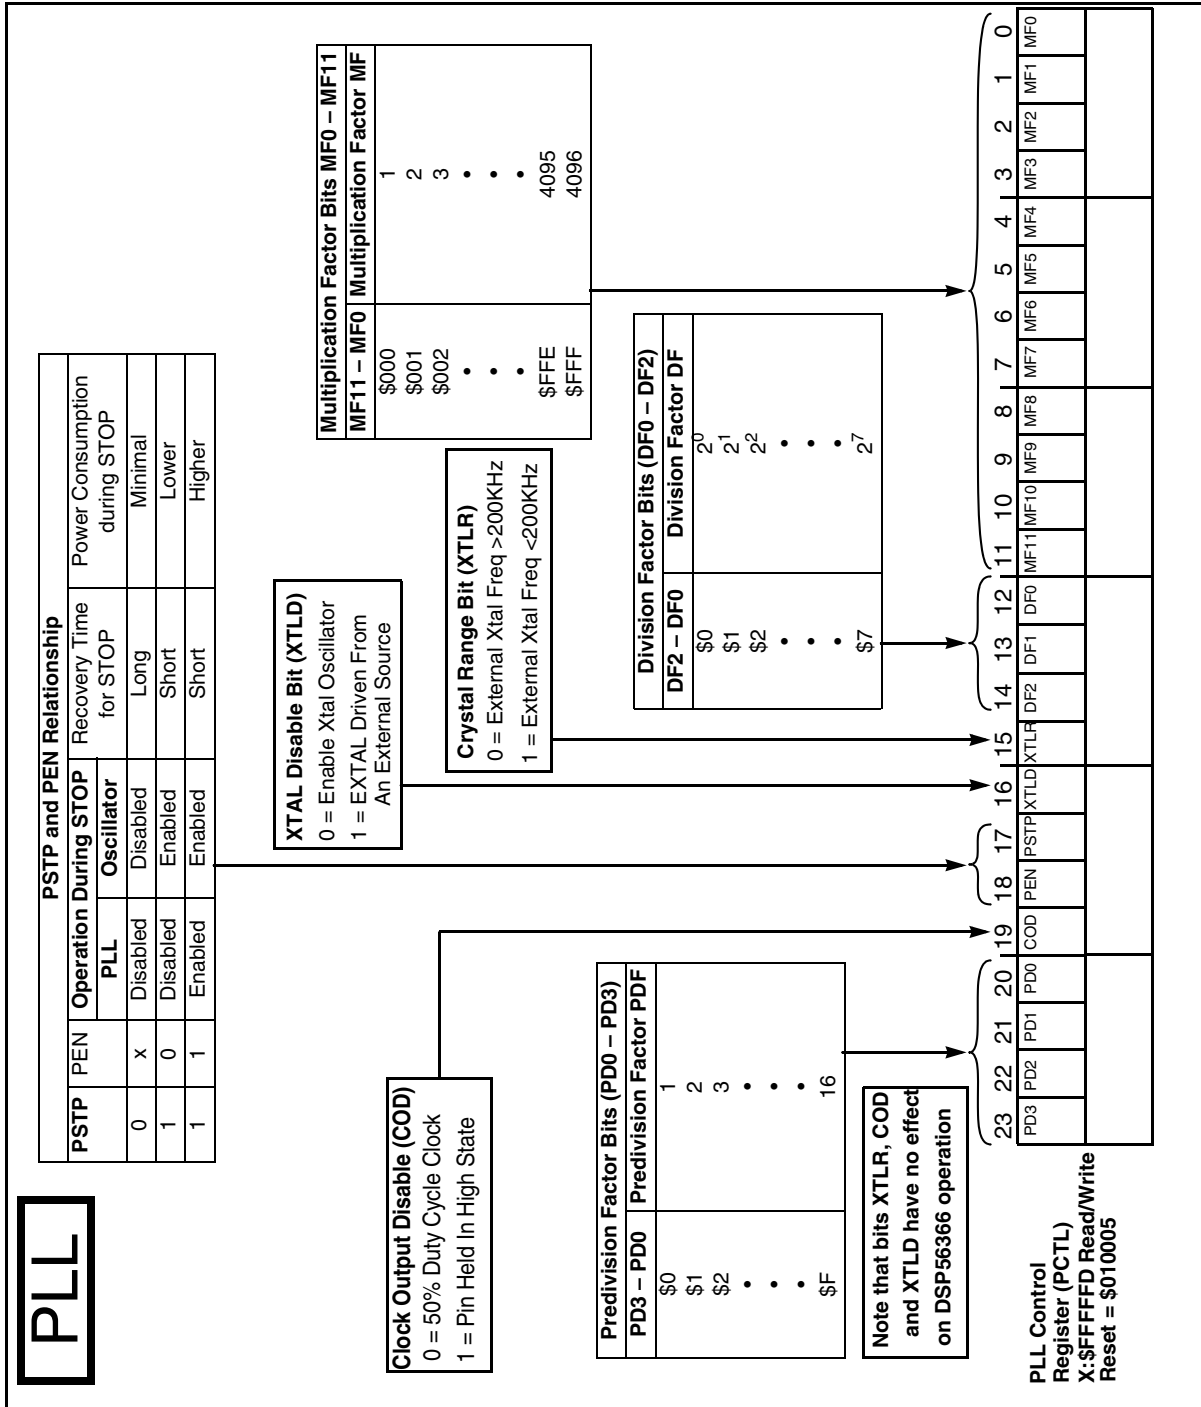 PLL
PSTP and PEN Relationship
PSTP PEN Operation During STOP Recovery Time for STOP Power Consumption during STOP
PLL Oscillator
0 x Disabled Disabled Long Minimal
1 0 Disabled Enabled Short Lower
1 1 Enabled Enabled Short Higher
XTAL Disable Bit (XTLD)
0 = Enable Xtal Oscillator
1 = EXTAL Driven From
An External Source
Multiplication Factor Bits MF0 – MF11
MF11 – MF0 Multiplication Factor MF
$000 1
$001 2
$002 3
• •
• •
• •
$FFE 4095
$FFF 4096
Clock Output Disable (COD)
0 = 50% Duty Cycle Clock
1 = Pin Held In High State
Crystal Range Bit (XTLR)
0 = External Xtal Freq >200KHz
1 = External Xtal Freq <200KHz
Predivision Factor Bits (PD0 – PD3)
PD3 – PD0 Predivision Factor PDF
$0 1
$1 2
$2 3
• •
• •
• •
$F 16
Division Factor Bits (DF0 – DF2)
DF2 – DF0 Division Factor DF
$0 2⁰
$1 2¹
$2 2²
• •
• •
• •
$7 2⁷
Note that bits XTLR, COD
and XTLD have no effect
on DSP56366 operation
23 22 21 20 19 18 17 16 15 14 13 12 11 10 9 8 7 6 5 4 3 2 1 0
PD3 PD2 PD1 PD0 COD PEN PSTP XTLD XTLR DF2 DF1 DF0 MF11 MF10 MF9 MF8 MF7 MF6 MF5 MF4 MF3 MF2 MF1 MF0
PLL Control
Register (PCTL)
X:$FFFFFD Read/Write
Reset = $010005